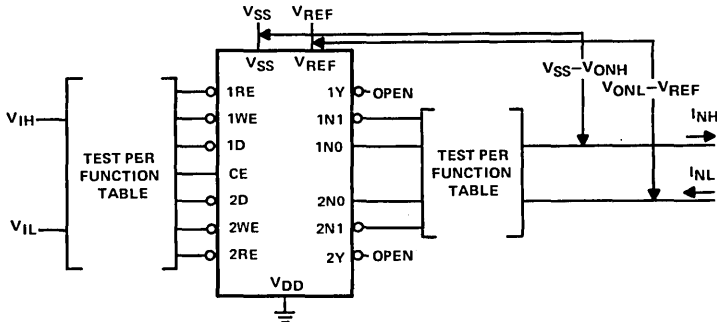 VSS VREF
VSS VREF
VSS–VONH
VONL–VREF
VIH
VIL
TEST PER
FUNCTION
TABLE
1RE
1WE
1D
CE
2D
2WE
2RE
1Y OPEN
1N1
1N0
2N0
2N1
2Y OPEN
VDD
TEST PER
FUNCTION
TABLE
INH
INL